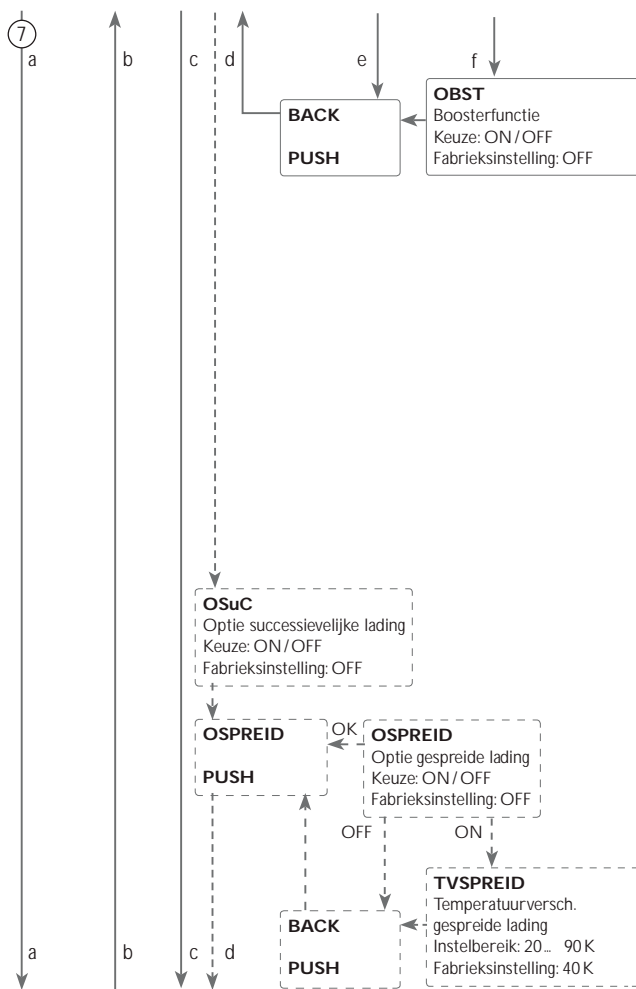 7
a
b
c
d
e
f
BACK
PUSH
OBST
Boosterfunctie
Keuze: ON / OFF
Fabrieksinstelling: OFF
OSuC
Optie successievelijke lading
Keuze: ON / OFF
Fabrieksinstelling: OFF
OSPREID
PUSH
OK
OSPREID
Optie gespreide lading
Keuze: ON / OFF
Fabrieksinstelling: OFF
OFF
ON
BACK
PUSH
TVSPREID
Temperatuurversch.
gespreide lading
Instelbereik: 20 ... 90 K
Fabrieksinstelling: 40 K
a
b
c
d